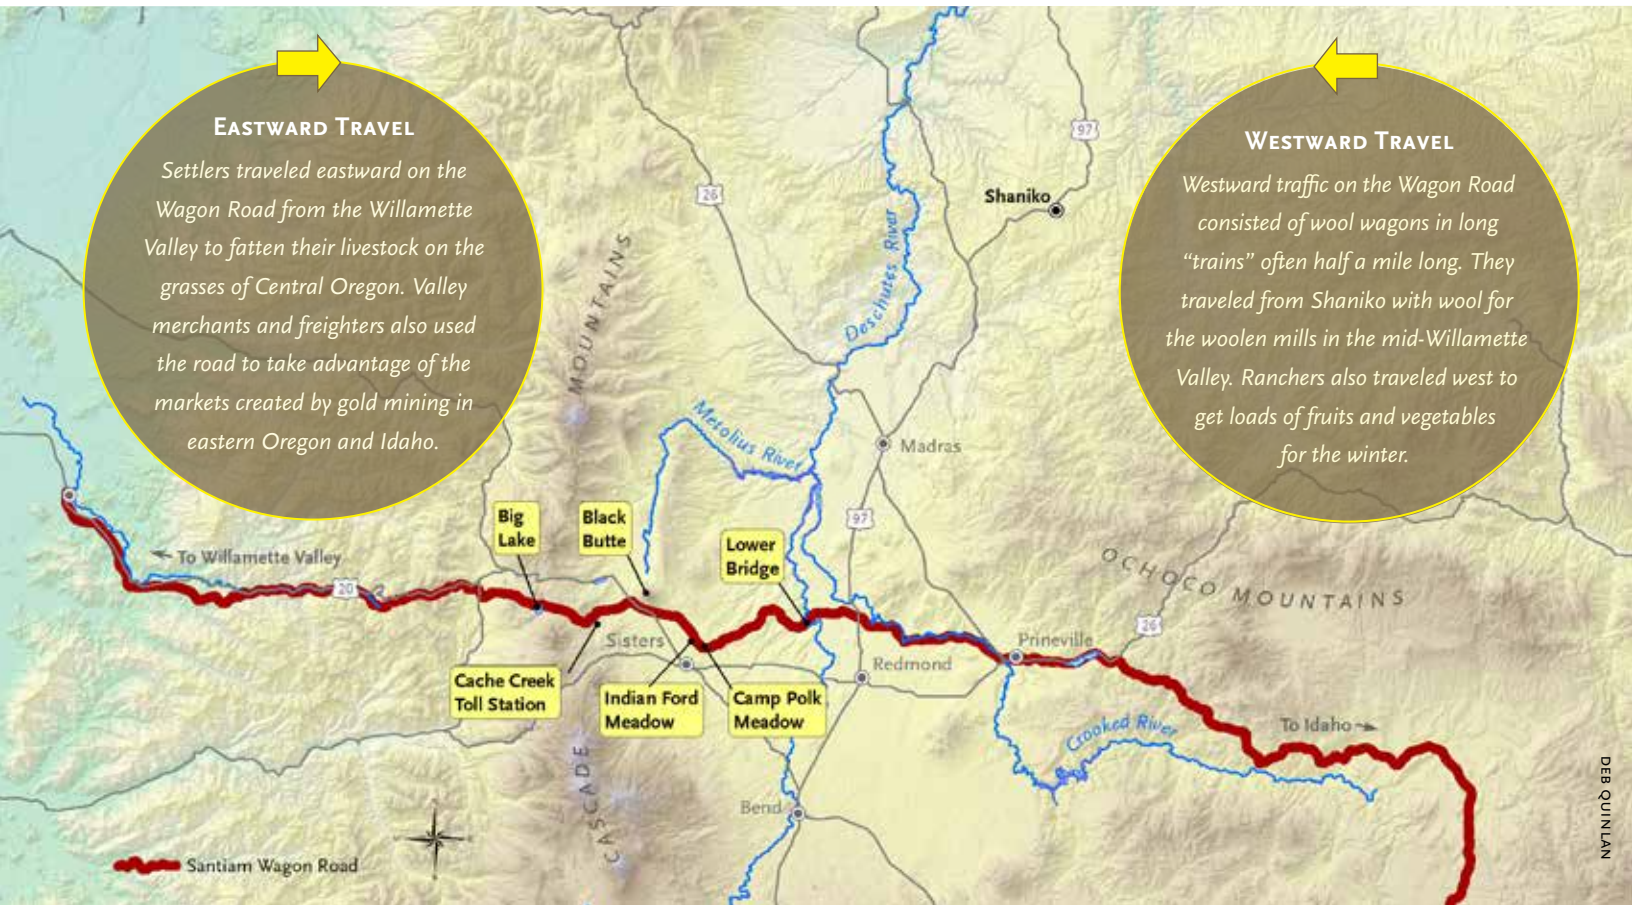 EASTWARD TRAVEL
Settlers traveled eastward on the
Wagon Road from the Willamette
Valley to fatten their livestock on the
grasses of Central Oregon. Valley
merchants and freighters also used
the road to take advantage of the
markets created by gold mining in
eastern Oregon and Idaho.
WESTWARD TRAVEL
Westward traffic on the Wagon Road
consisted of wool wagons in long
“trains” often half a mile long. They
traveled from Shaniko with wool for
the woolen mills in the mid-Willamette
Valley. Ranchers also traveled west to
get loads of fruits and vegetables
for the winter.
97
26
Shaniko
Deschutes River
MOUNTAINS
Metolius River
Madras
97
Big
Lake
Black
Butte
Lower
Bridge
To Willamette Valley
20
OCHOCO MOUNTAINS
26
Sisters
Prineville
Redmond
Cache Creek
Toll Station
Indian Ford
Meadow
Camp Polk
Meadow
To Idaho
Crooked River
CASCADE
Bend
Santiam Wagon Road
DEB QUINLAN